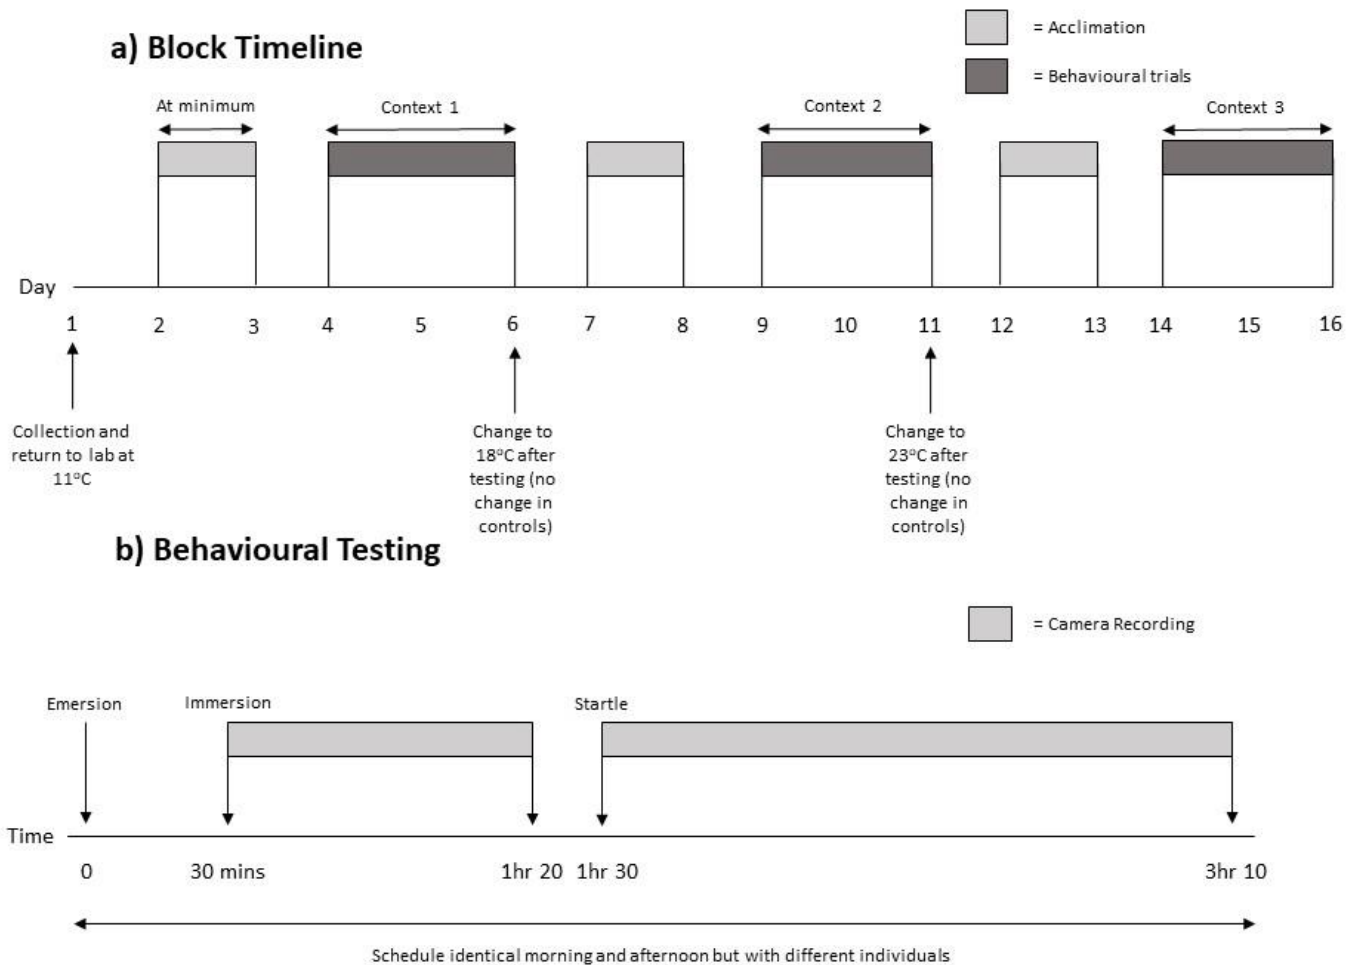 a) Block Timeline
= Acclimation
= Behavioural trials
At minimum
Context 1
Context 2
Context 3
Day
1 2 3 4 5 6 7 8 9 10 11 12 13 14 15 16
Collection and
return to lab at
11°C
Change to
18°C after
testing (no
change in
controls)
Change to
23°C after
testing (no
change in
controls)
b) Behavioural Testing
= Camera Recording
Emersion
Immersion
Startle
Time
0 30 mins 1hr 20 1hr 30 3hr 10
Schedule identical morning and afternoon but with different individuals